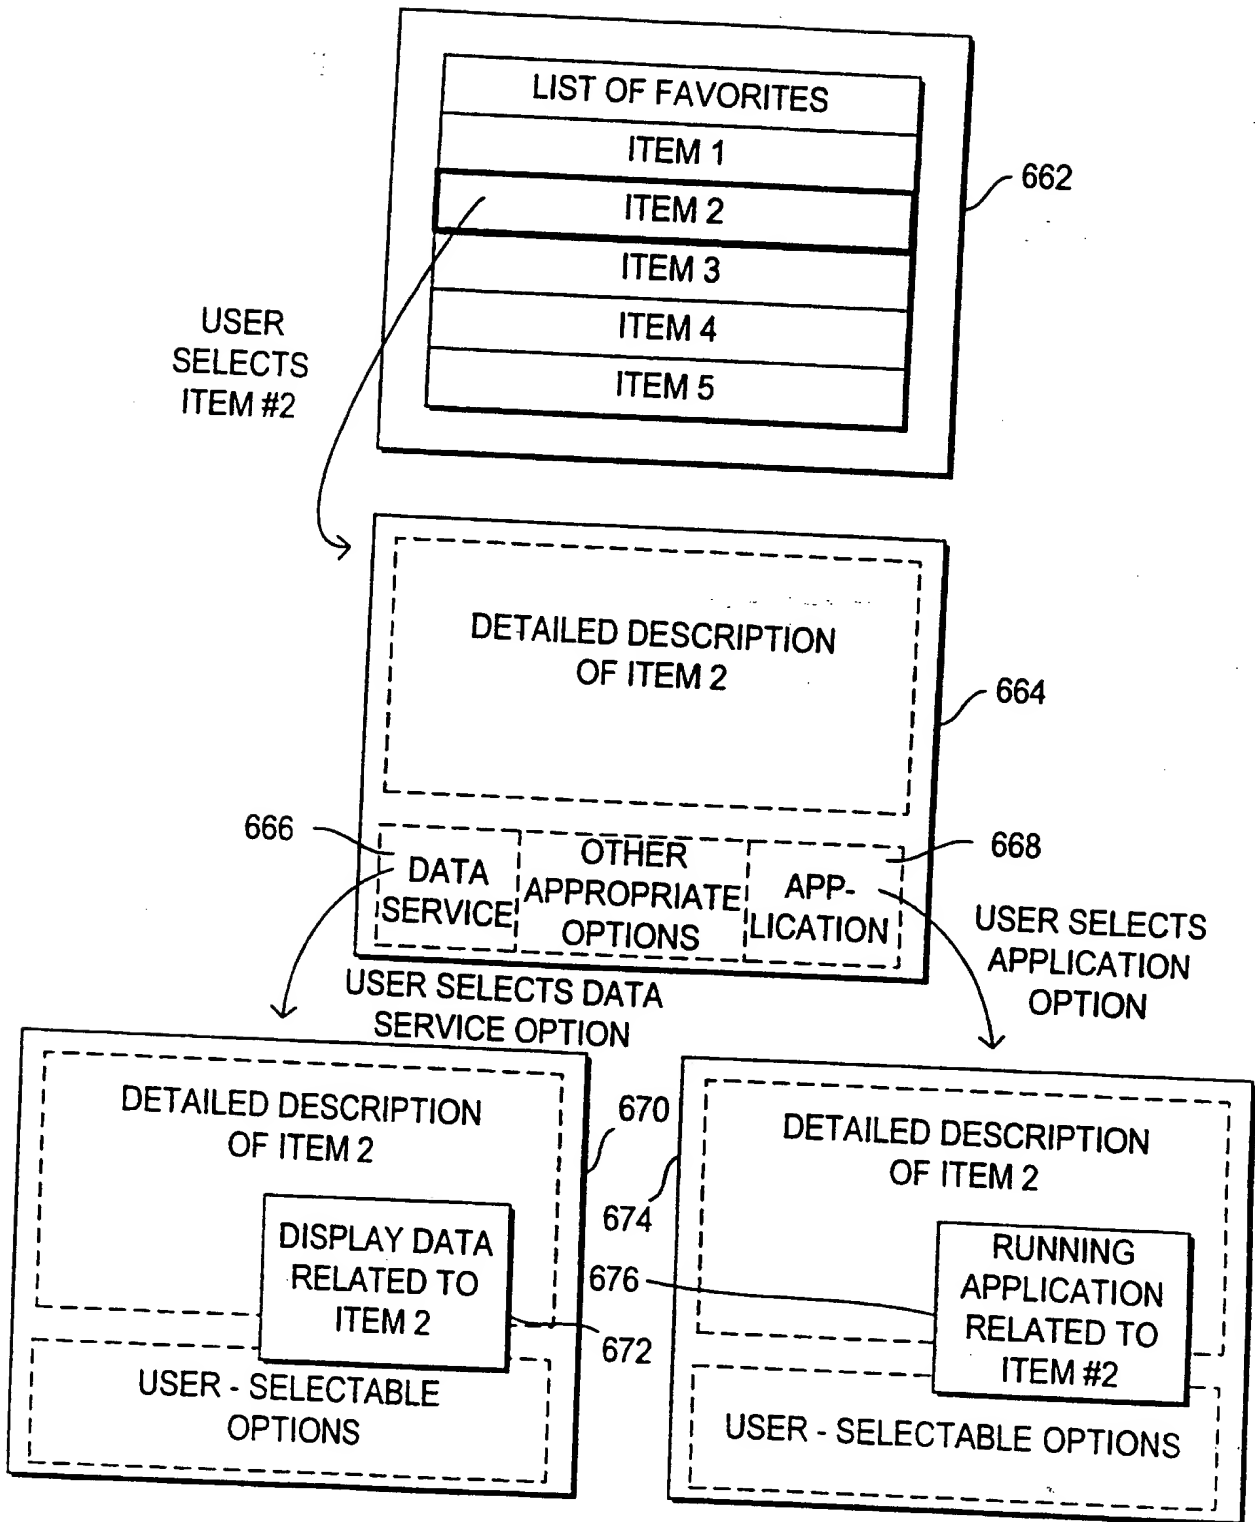 LIST OF FAVORITES
ITEM 1
ITEM 2
ITEM 3
ITEM 4
ITEM 5
662
USER
SELECTS
ITEM #2
DETAILED DESCRIPTION
OF ITEM 2
664
666
DATA
SERVICE
OTHER
APPROPRIATE
OPTIONS
APP-
LICATION
668
USER SELECTS
APPLICATION
OPTION
USER SELECTS DATA
SERVICE OPTION
DETAILED DESCRIPTION
OF ITEM 2
670
DISPLAY DATA
RELATED TO
ITEM 2
672
USER - SELECTABLE
OPTIONS
674
DETAILED DESCRIPTION
OF ITEM 2
676
RUNNING
APPLICATION
RELATED TO
ITEM #2
USER - SELECTABLE OPTIONS